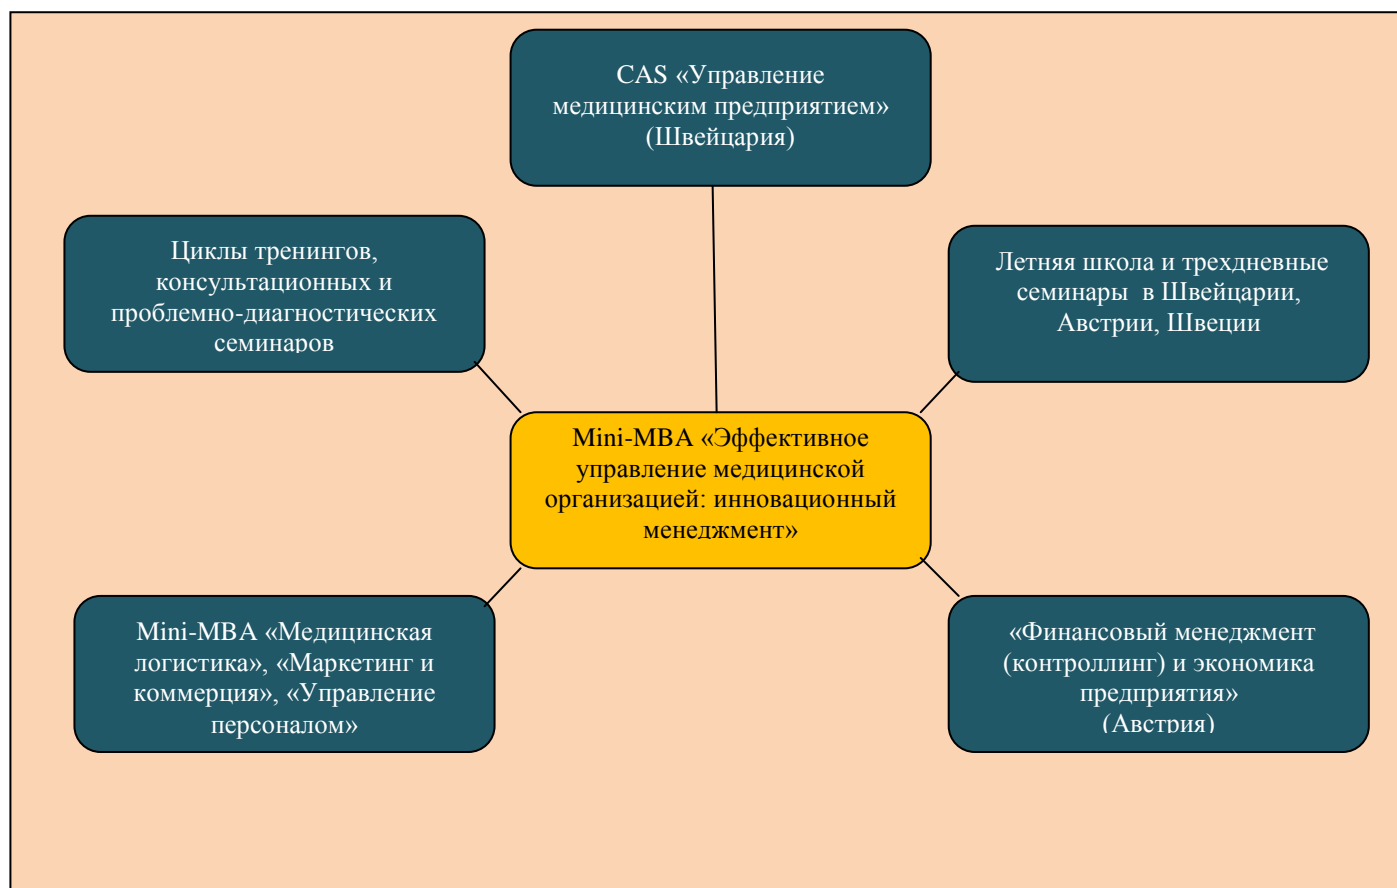 CAS «Управление
медицинским предприятием»
(Швейцария)
Циклы тренингов,
консультационных и
проблемно-диагностических
семинаров
Летняя школа и трехдневные
семинары в Швейцарии,
Австрии, Швеции
Mini-MBA «Эффективное
управление медицинской
организацией: инновационный
менеджмент»
Mini-MBA «Медицинская
логистика», «Маркетинг и
коммерция», «Управление
персоналом»
«Финансовый менеджмент
(контроллинг) и экономика
предприятия»
(Австрия)